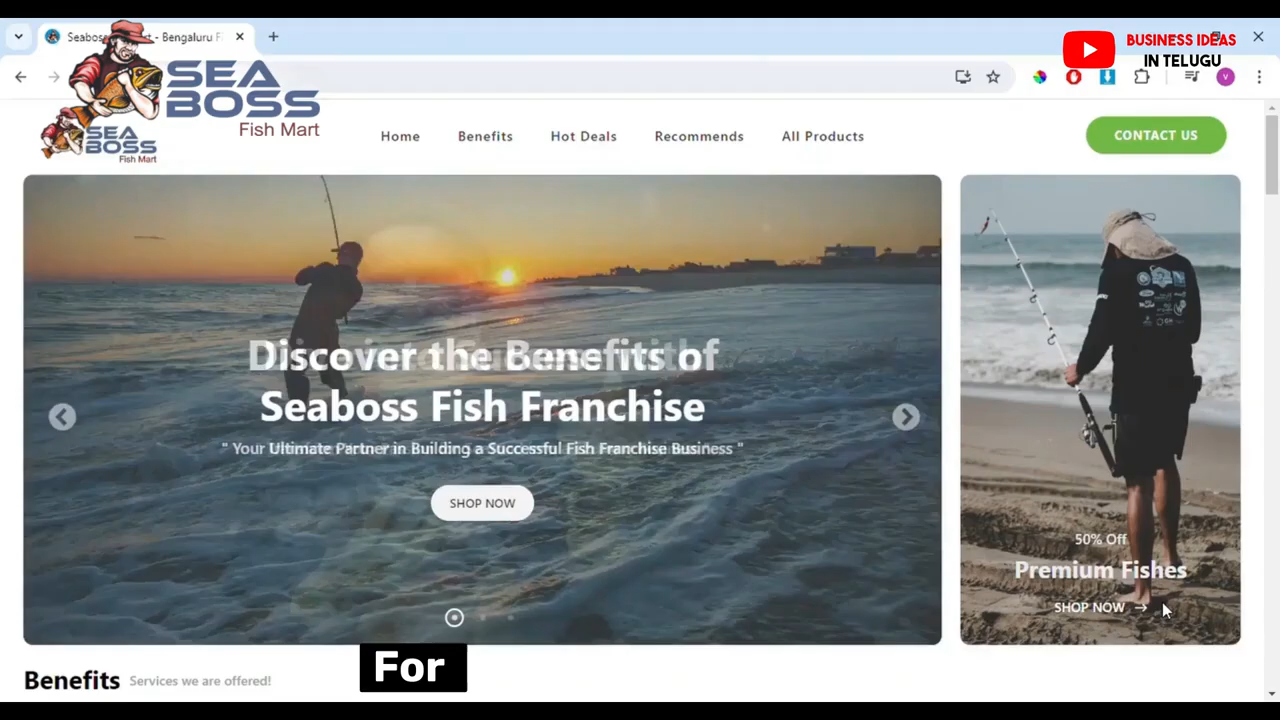 Seabos
- Bengaluru F
BUSINESS IDEAS
IN TELUGU
V
SEA
BOSS
Fish Mart
SEA
BOSS
Fish Mart
Home
Benefits
Hot Deals
Recommends
All Products
CONTACT US
Discover the Benefits of
Seaboss Fish Franchise
" Your Ultimate Partner in Building a Successful Fish Franchise Business "
SHOP NOW
50% Off
Premium Fishes
SHOP NOW →
For
Benefits
Services we are offered!